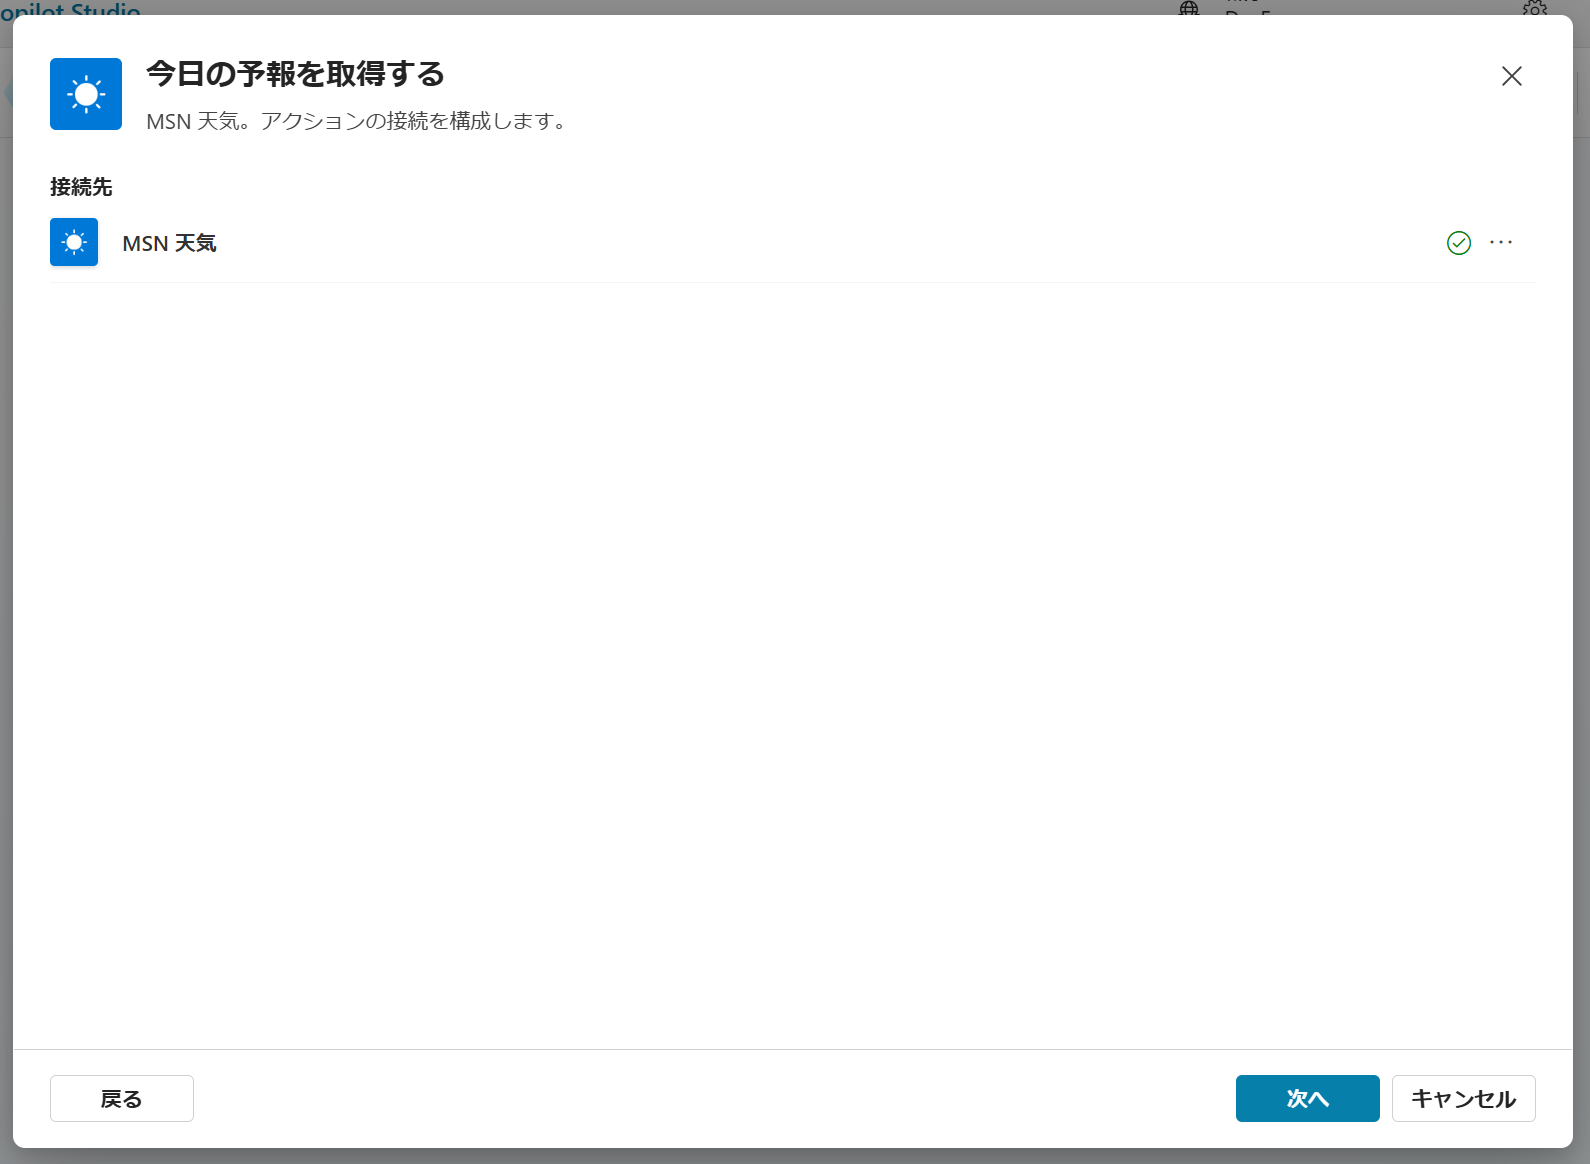 opilot Studio
今日の予報を取得する
MSN 天気。アクションの接続を構成します。
接続先
MSN 天気
戻る
次へ
キャンセル